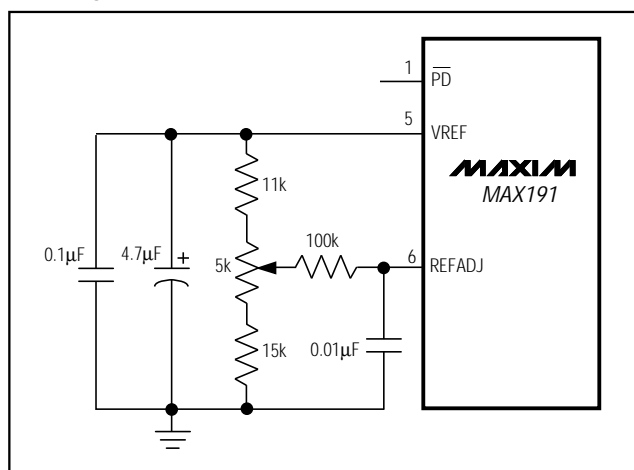 1
PD
5
VREF
11k
MAXIM
MAX191
0.1µF
4.7µF
+
5k
100k
6
REFADJ
15k
0.01µF